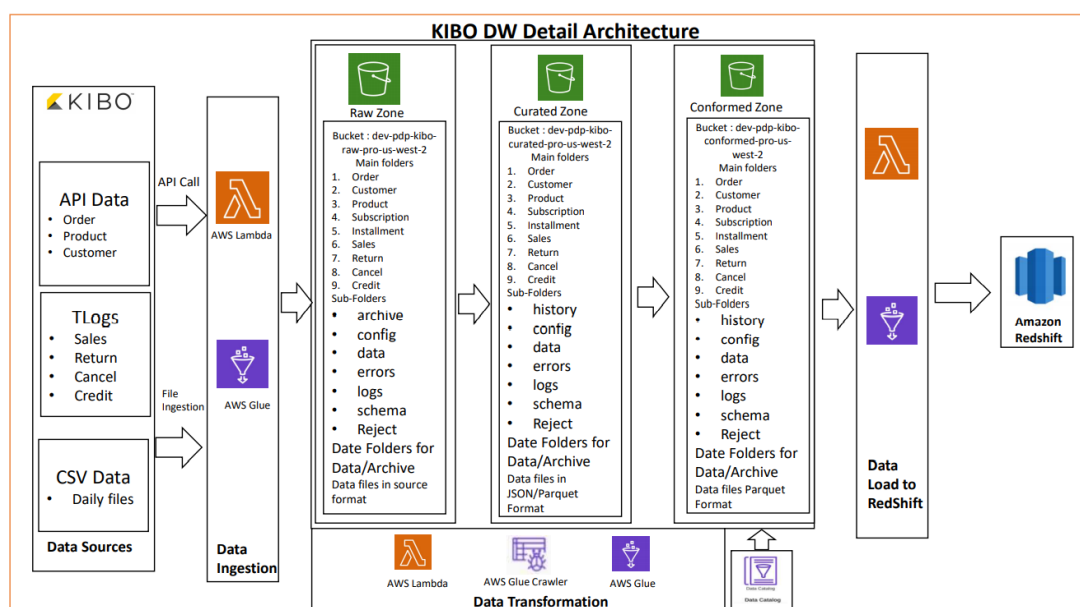 KIBO DW Detail Architecture
KIBO
API Data
• Order
• Product
• Customer
TLogs
• Sales
• Return
• Cancel
• Credit
CSV Data
• Daily files
Data Sources
API Call
File
Ingestion
AWS Lambda
AWS Glue
Data
Ingestion
Raw Zone
Bucket : dev-pdp-kibo-
raw-pro-us-west-2
Main folders
1. Order
2. Customer
3. Product
4. Subscription
5. Installment
6. Sales
7. Return
8. Cancel
9. Credit
Sub-Folders
• archive
• config
• data
• errors
• logs
• schema
• Reject
Date Folders for
Data/Archive
Data files in source
format
Curated Zone
Bucket : dev-pdp-kibo-
curated-pro-us-west-2
Main folders
1. Order
2. Customer
3. Product
4. Subscription
5. Installment
6. Sales
7. Return
8. Cancel
9. Credit
Sub-Folders
• history
• config
• data
• errors
• logs
• schema
• Reject
Date Folders for
Data/Archive
Data files in
JSON/Parquet
Format
Conformed Zone
Bucket : dev-pdp-kibo-
conformed-pro-us-
west-2
Main folders
1. Order
2. Customer
3. Product
4. Subscription
5. Installment
6. Sales
7. Return
8. Cancel
9. Credit
Sub-Folders
• history
• config
• data
• errors
• logs
• schema
• Reject
Date Folders for
Data/Archive
Data files Parquet
Format
AWS Lambda
AWS Glue Crawler
AWS Glue
Data Transformation
Data Catalog
Data Catalog
Data
Load to
RedShift
Amazon
Redshift